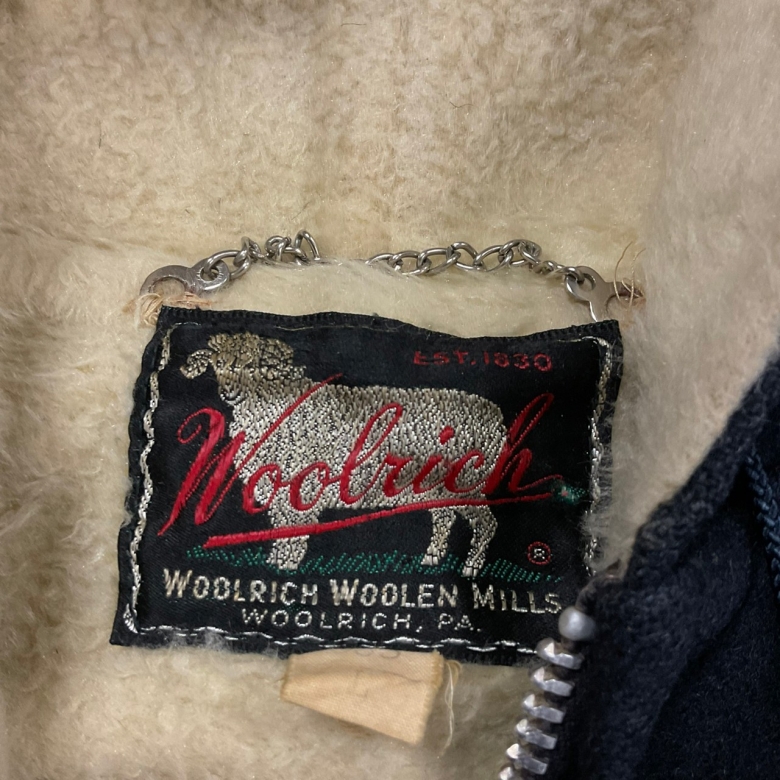 EST. 1830
Woolrich
®
WOOLRICH WOOLEN MILLS
WOOLRICH, PA.